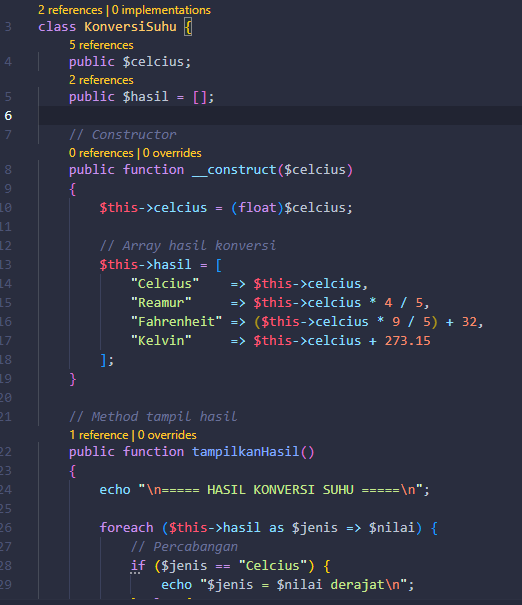 2 references | 0 implementations
3 class KonversiSuhu {
5 references
4 public $celcius;
2 references
5 public $hasil = [];
6
7 // Constructor
0 references | 0 overrides
8 public function __construct($celcius)
9 {
10 $this->celcius = (float)$celcius;
11
12 // Array hasil konversi
13 $this->hasil = [
14 "Celcius" => $this->celcius,
15 "Reamur" => $this->celcius * 4 / 5,
16 "Fahrenheit" => ($this->celcius * 9 / 5) + 32,
17 "Kelvin" => $this->celcius + 273.15
18 ];
19 }
20
21 // Method tampil hasil
1 reference | 0 overrides
22 public function tampilkanHasil()
23 {
24 echo "\n===== HASIL KONVERSI SUHU =====\n";
25
26 foreach ($this->hasil as $jenis => $nilai) {
27 // Percabangan
28 if ($jenis == "Celcius") {
29 echo "$jenis = $nilai derajat\n";